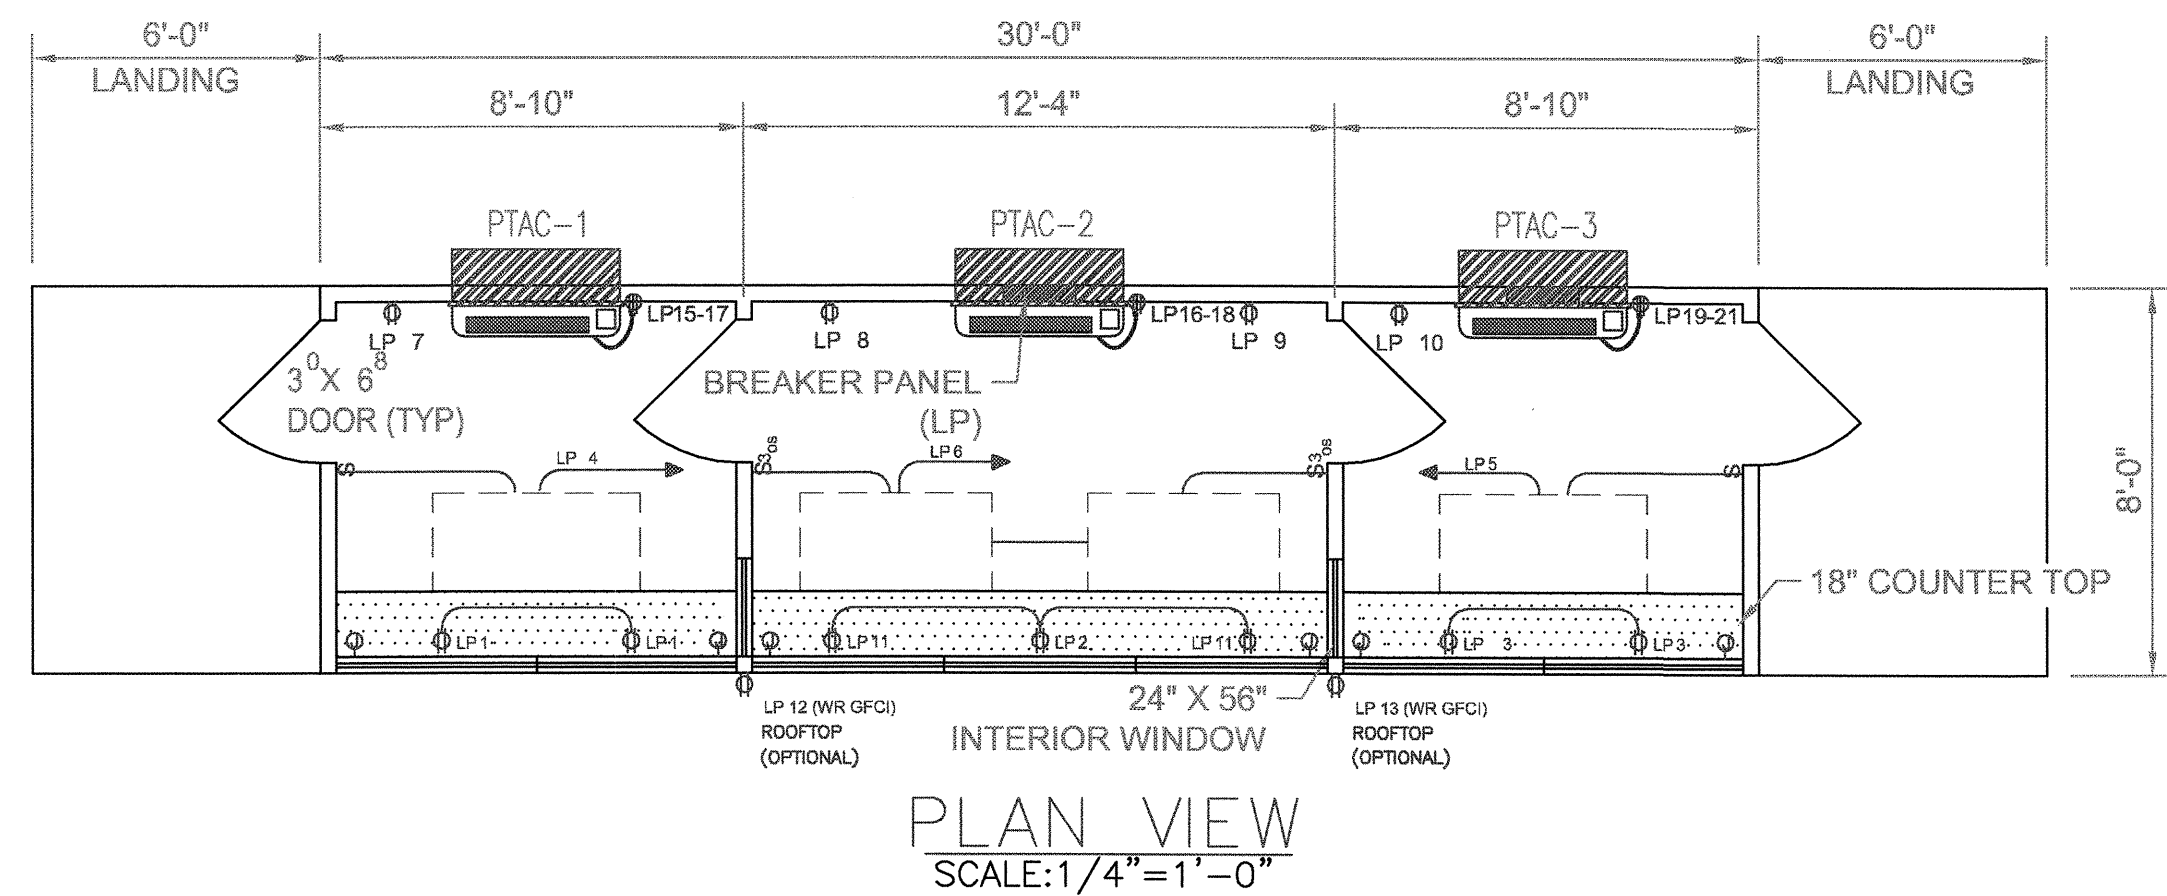 6'-0"
30'-0"
6'-0"
LANDING
LANDING
8'-10"
12'-4"
8'-10"
PTAC-1
PTAC-2
PTAC-3
LP15-17
LP16-18
LP19-21
LP 7
LP 8
LP 9
LP 10
3⁰X 6⁸
DOOR (TYP)
BREAKER PANEL
(LP)
S
LP 4
S3os
LP6
S3os
LP5
S
8'-0"
18" COUNTER TOP
LP1
LP1
LP11
LP2
LP11
LP 3
LP3
LP 12 (WR GFCI)
ROOFTOP
(OPTIONAL)
24" X 56"
INTERIOR WINDOW
LP 13 (WR GFCI)
ROOFTOP
(OPTIONAL)
PLAN VIEW
SCALE:1/4"=1'-0"